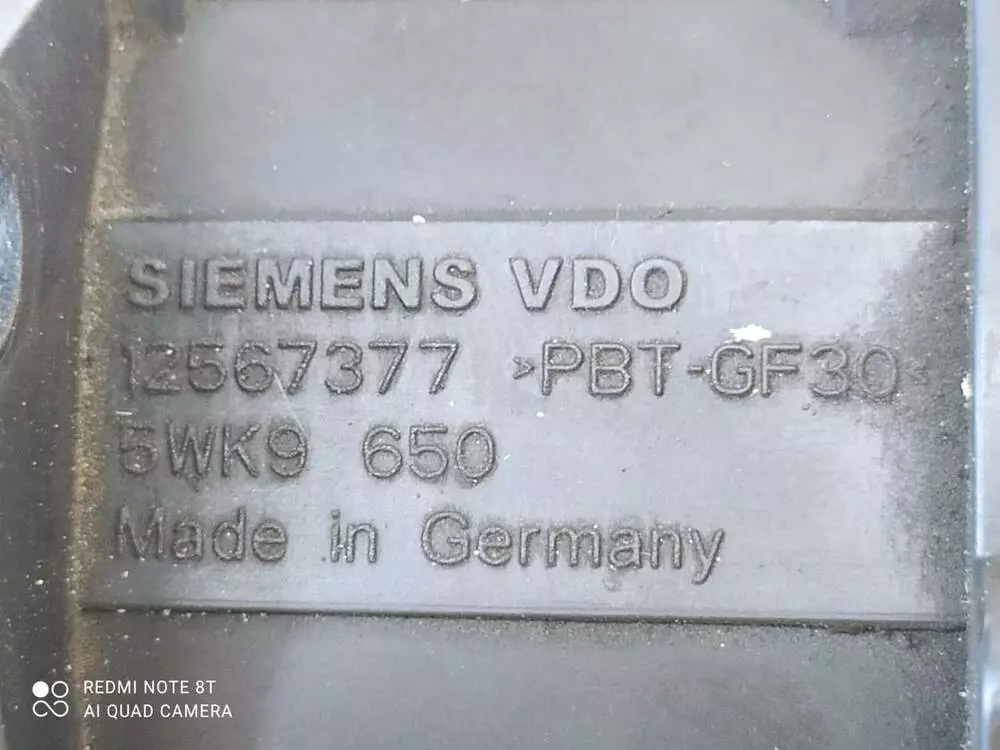 SIEMENS VDO
12567377 >PBT-GF30<
5WK9 650
Made in Germany
REDMI NOTE 8T
AI QUAD CAMERA